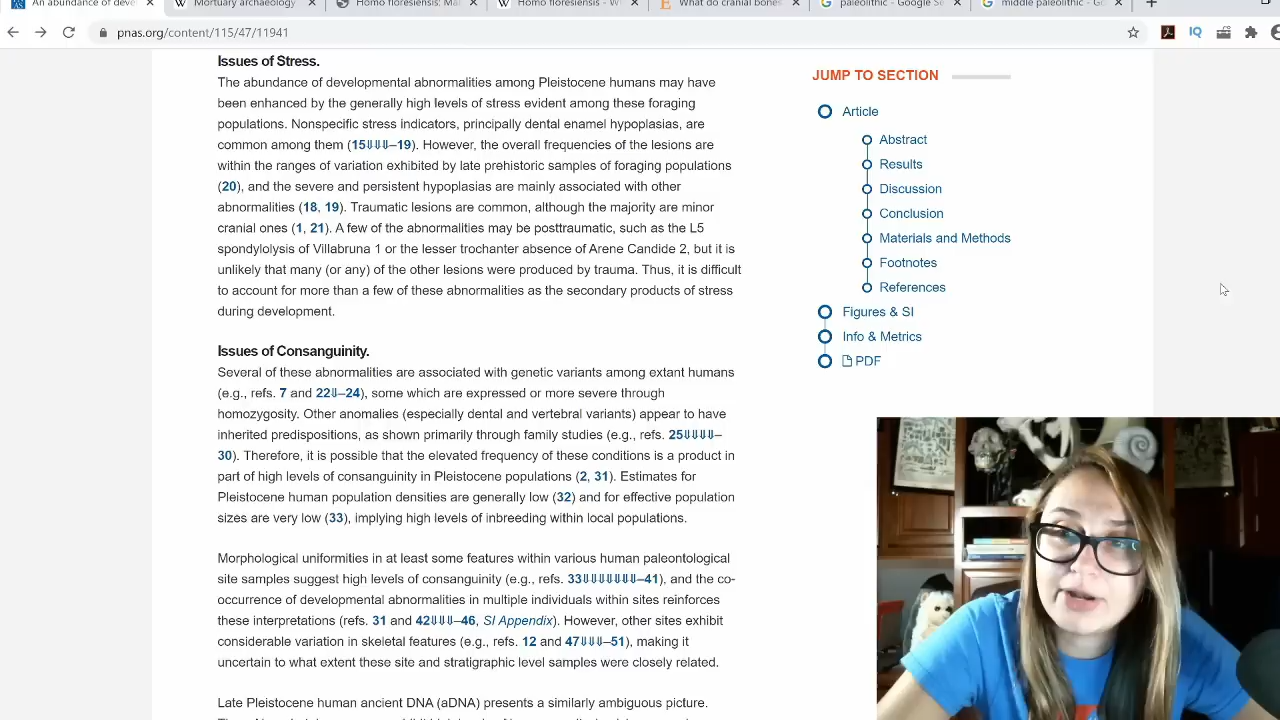 An abundance of deve
Mortuary archaeology
Homo floresiensis: Ma
Homo floresiensis - W
What do cranial bones
paleolithic - Google Se
middle paleolithic - Go
pnas.org/content/115/47/11941
IQ
Issues of Stress.
The abundance of developmental abnormalities among Pleistocene humans may have
been enhanced by the generally high levels of stress evident among these foraging
populations. Nonspecific stress indicators, principally dental enamel hypoplasias, are
common among them (15⇓⇓⇓–19). However, the overall frequencies of the lesions are
within the ranges of variation exhibited by late prehistoric samples of foraging populations
(20), and the severe and persistent hypoplasias are mainly associated with other
abnormalities (18, 19). Traumatic lesions are common, although the majority are minor
cranial ones (1, 21). A few of the abnormalities may be posttraumatic, such as the L5
spondylolysis of Villabruna 1 or the lesser trochanter absence of Arene Candide 2, but it is
unlikely that many (or any) of the other lesions were produced by trauma. Thus, it is difficult
to account for more than a few of these abnormalities as the secondary products of stress
during development.
Issues of Consanguinity.
Several of these abnormalities are associated with genetic variants among extant humans
(e.g., refs. 7 and 22⇓–24), some which are expressed or more severe through
homozygosity. Other anomalies (especially dental and vertebral variants) appear to have
inherited predispositions, as shown primarily through family studies (e.g., refs. 25⇓⇓⇓⇓–
30). Therefore, it is possible that the elevated frequency of these conditions is a product in
part of high levels of consanguinity in Pleistocene populations (2, 31). Estimates for
Pleistocene human population densities are generally low (32) and for effective population
sizes are very low (33), implying high levels of inbreeding within local populations.
Morphological uniformities in at least some features within various human paleontological
site samples suggest high levels of consanguinity (e.g., refs. 33⇓⇓⇓⇓⇓⇓⇓–41), and the co-
occurrence of developmental abnormalities in multiple individuals within sites reinforces
these interpretations (refs. 31 and 42⇓⇓⇓–46, SI Appendix). However, other sites exhibit
considerable variation in skeletal features (e.g., refs. 12 and 47⇓⇓⇓–51), making it
uncertain to what extent these site and stratigraphic level samples were closely related.
Late Pleistocene human ancient DNA (aDNA) presents a similarly ambiguous picture.
JUMP TO SECTION
Article
Abstract
Results
Discussion
Conclusion
Materials and Methods
Footnotes
References
Figures & SI
Info & Metrics
PDF